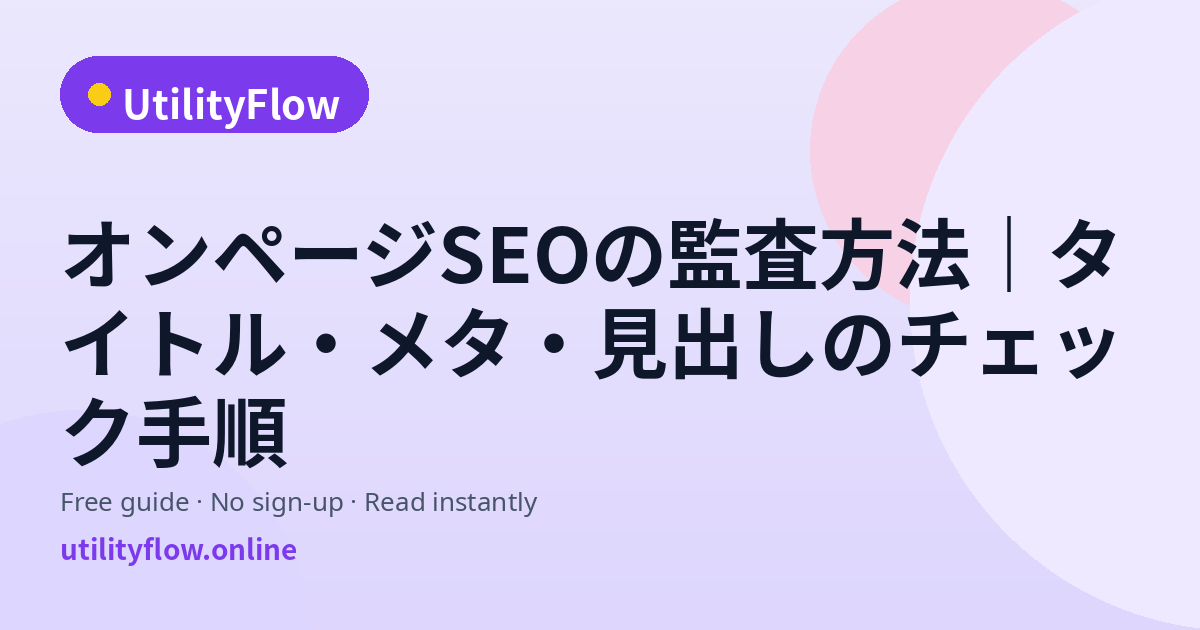 UtilityFlow
オンページSEOの監査方法｜タ
イトル・メタ・見出しのチェッ
ク手順
Free guide · No sign-up · Read instantly
utilityflow.online